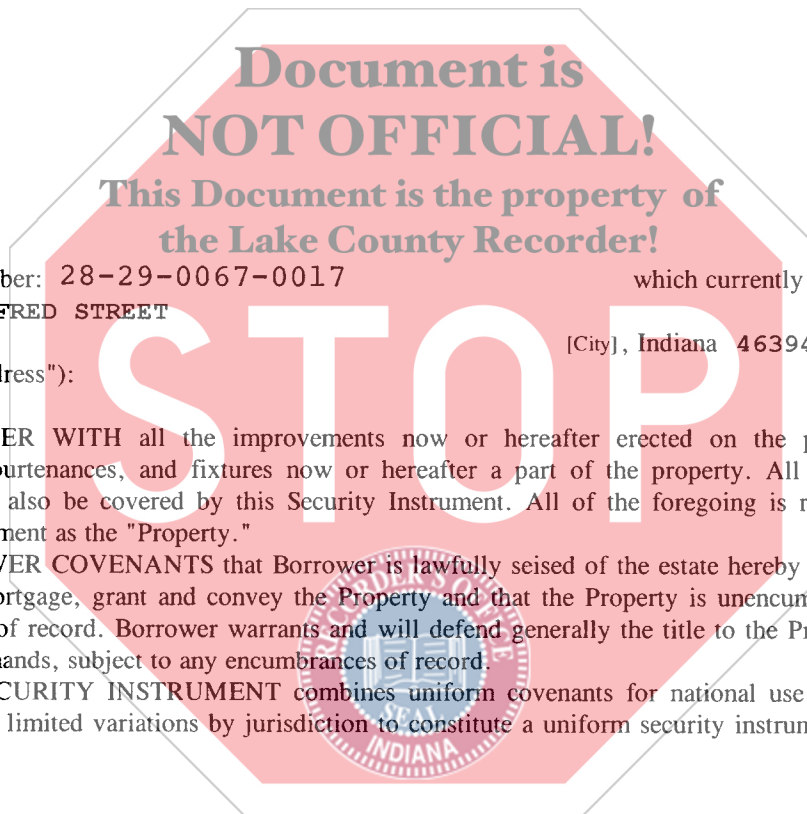 Document is
NOT OFFICIAL!
This Document is the property of
the Lake County Recorder!
ber: 28-29-0067-0017 which currently
FRED STREET
[City], Indiana 46394
dress"):
STOP
ER WITH all the improvements now or hereafter erected on the p
ourtenances, and fixtures now or hereafter a part of the property. All
also be covered by this Security Instrument. All of the foregoing is r
ment as the "Property."
VER COVENANTS that Borrower is lawfully seised of the estate hereby
ortgage, grant and convey the Property and that the Property is unencum
of record. Borrower warrants and will defend generally the title to the Pr
nands, subject to any encumbrances of record.
CURITY INSTRUMENT combines uniform covenants for national use
limited variations by jurisdiction to constitute a uniform security instrum
RECORDER'S OFFICE
SEAL
INDIANA